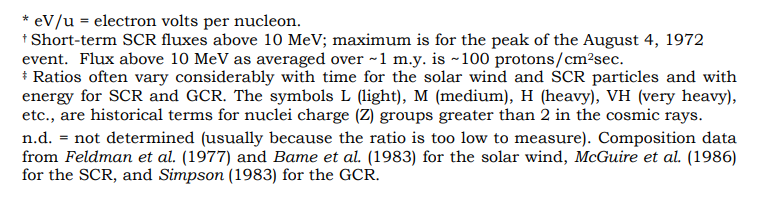 * eV/u = electron volts per nucleon.
† Short-term SCR fluxes above 10 MeV; maximum is for the peak of the August 4, 1972
event. Flux above 10 MeV as averaged over ~1 m.y. is ~100 protons/cm²sec.
‡ Ratios often vary considerably with time for the solar wind and SCR particles and with
energy for SCR and GCR. The symbols L (light), M (medium), H (heavy), VH (very heavy),
etc., are historical terms for nuclei charge (Z) groups greater than 2 in the cosmic rays.
n.d. = not determined (usually because the ratio is too low to measure). Composition data
from Feldman et al. (1977) and Bame et al. (1983) for the solar wind, McGuire et al. (1986)
for the SCR, and Simpson (1983) for the GCR.